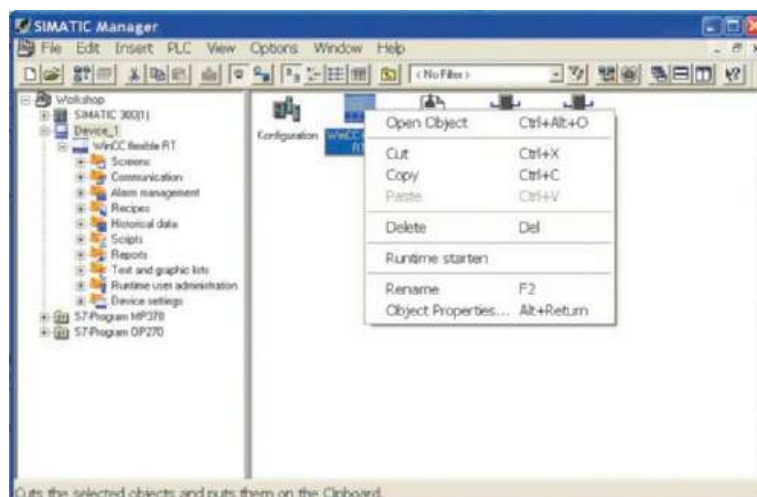 SIMATIC Manager
File Edit Insert PLC View Options Window Help
< No Filter >
Workshop
SIMATIC 300(1)
Device_1
WinCC flexible RT
Screens
Communication
Alarm management
Recipes
Historical data
Scripts
Reports
Text and graphic lists
Runtime user administration
Device settings
S7-Program MP370
S7-Program OP270
Konfiguration
WinCC
RT
Open Object Ctrl+Alt+O
Cut Ctrl+X
Copy Ctrl+C
Paste Ctrl+V
Delete Del
Runtime starten
Rename F2
Object Properties... Alt+Return
Cuts the selected objects and puts them on the Clipboard.